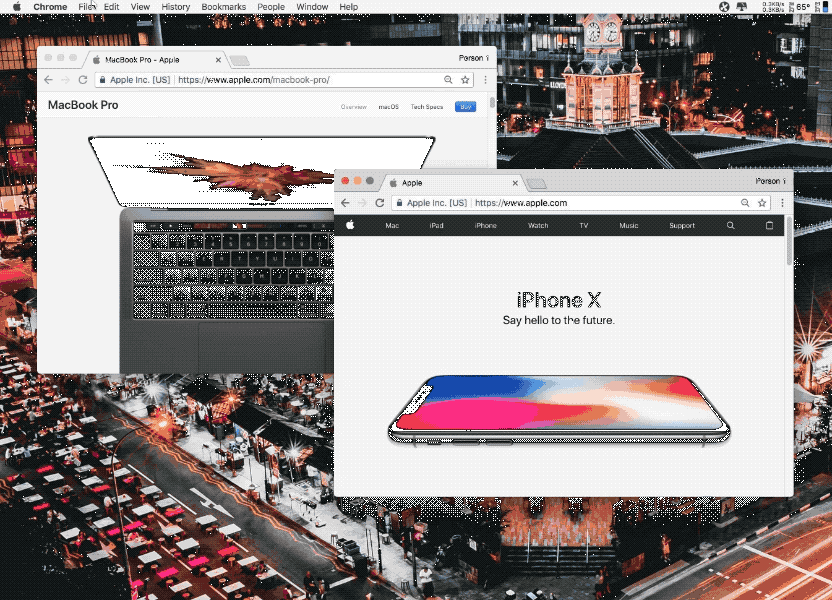 Chrome File Edit View History Bookmarks People Window Help
0.3KB/s
0.3KB/s
65°
MacBook Pro - Apple
Person 1
Apple Inc. [US] https://www.apple.com/macbook-pro/
MacBook Pro
Overview macOS Tech Specs Buy
Apple
Person 1
Apple Inc. [US] https://www.apple.com
Mac iPad iPhone Watch TV Music Support
iPhone X
Say hello to the future.